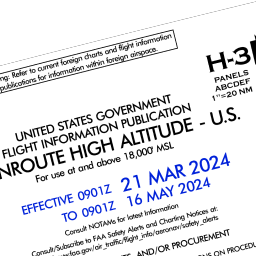 Refer to current foreign charts and flight information
publications for information within foreign airspace.
H-3
PANELS
ABCDEF
1"=20 NM
UNITED STATES GOVERNMENT
FLIGHT INFORMATION PUBLICATION
ENROUTE HIGH ALTITUDE - U.S.
For use at and above 18,000' MSL
EFFECTIVE 0901Z 21 MAR 2024
TO 0901Z 16 MAY 2024
Consult NOTAMs for latest Information
Consult/Subscribe to FAA Safety Alerts and Charting Notices at:
faa.gov/air_traffic/flight_info/aeronav/safety_alerts
AND/OR PROCUREMENT
ON PROCEDU